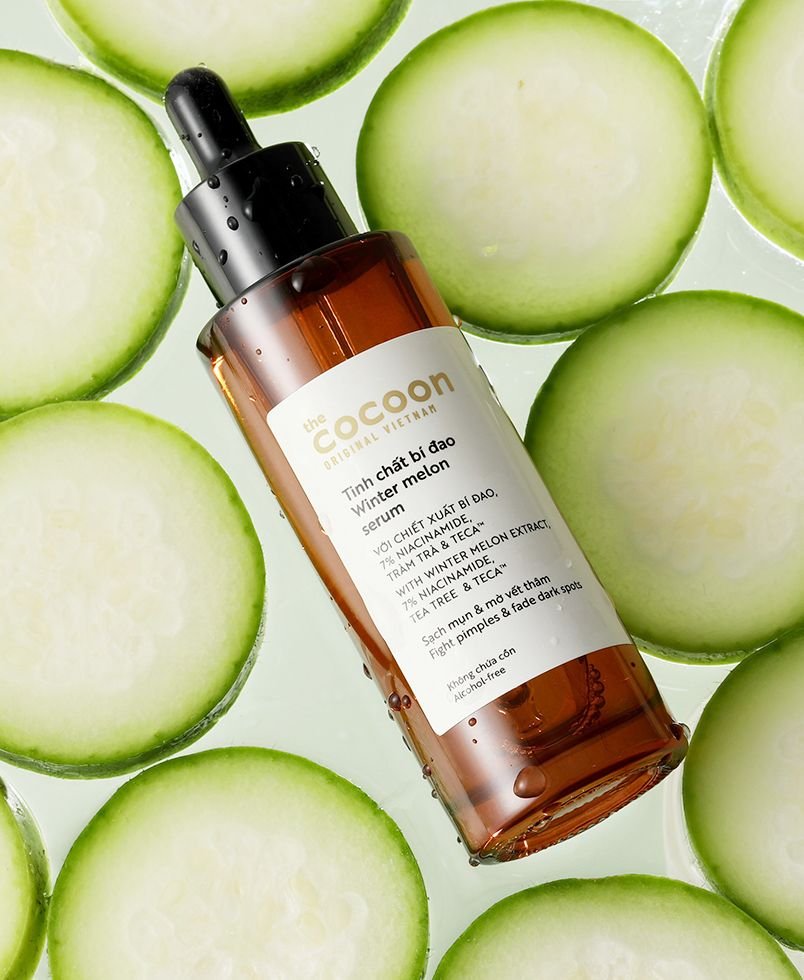 the
cocoon
ORIGINAL VIETNAM
Tinh chất bí đao
Winter melon
serum
VỚI CHIẾT XUẤT BÍ ĐAO,
7% NIACINAMIDE,
TRÀM TRÀ & TECA™
WITH WINTER MELON EXTRACT,
7% NIACINAMIDE,
TEA TREE & TECA™
Sạch mụn & mờ vết thâm
Fight pimples & fade dark spots
Không chứa cồn
Alcohol-free